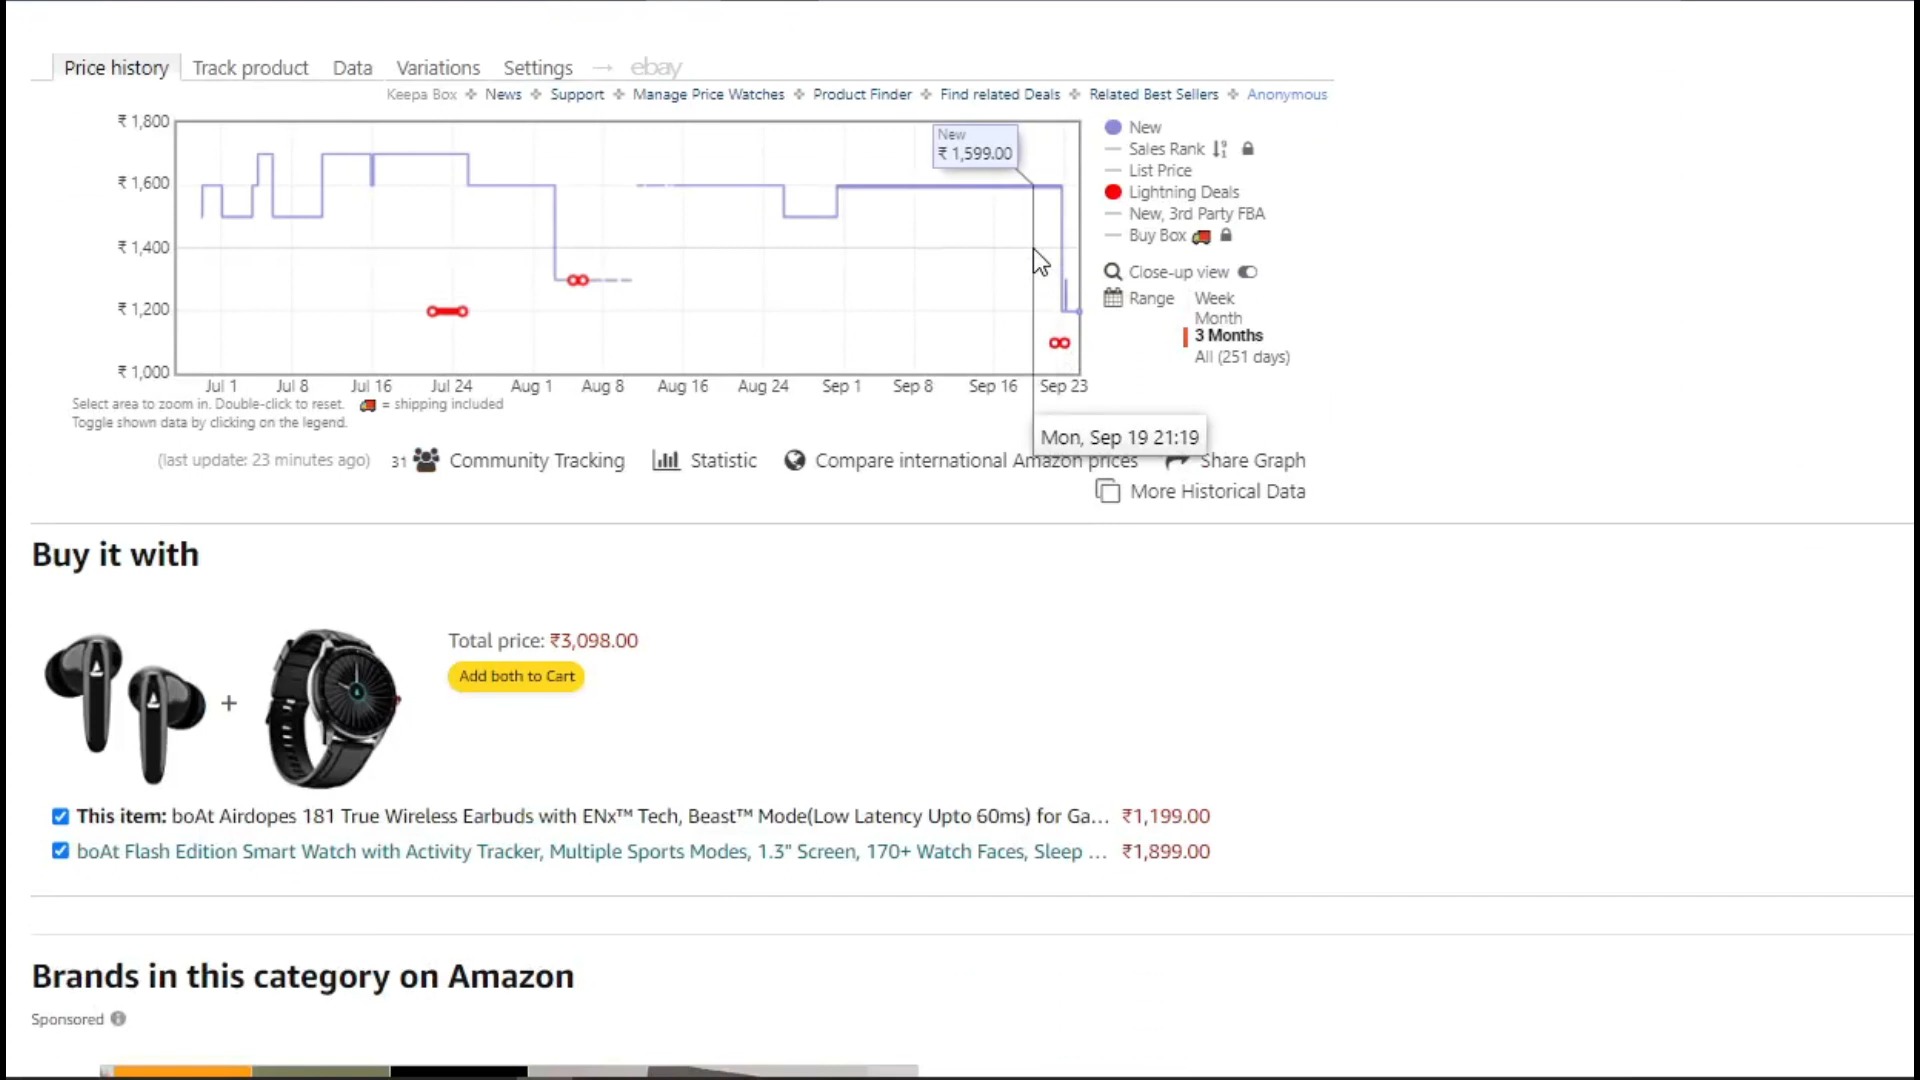 Price history Track product Data Variations Settings → ebay
Keepa Box News Support Manage Price Watches Product Finder Find related Deals Related Best Sellers Anonymous
₹ 1,800
₹ 1,600
₹ 1,400
₹ 1,200
₹ 1,000
New
₹ 1,599.00
Jul 1 Jul 8 Jul 16 Jul 24 Aug 1 Aug 8 Aug 16 Aug 24 Sep 1 Sep 8 Sep 16 Sep 23
New
Sales Rank
List Price
Lightning Deals
New, 3rd Party FBA
Buy Box
Close-up view
Range
Week
Month
3 Months
All (251 days)
Select area to zoom in. Double-click to reset. = shipping included
Toggle shown data by clicking on the legend.
Mon, Sep 19 21:19
(last update: 23 minutes ago) 31 Community Tracking Statistic Compare international Amazon prices Share Graph
More Historical Data
Buy it with
+
Total price: ₹3,098.00
Add both to Cart
This item: boAt Airdopes 181 True Wireless Earbuds with ENx™ Tech, Beast™ Mode(Low Latency Upto 60ms) for Ga... ₹1,199.00
boAt Flash Edition Smart Watch with Activity Tracker, Multiple Sports Modes, 1.3" Screen, 170+ Watch Faces, Sleep ... ₹1,899.00
Brands in this category on Amazon
Sponsored